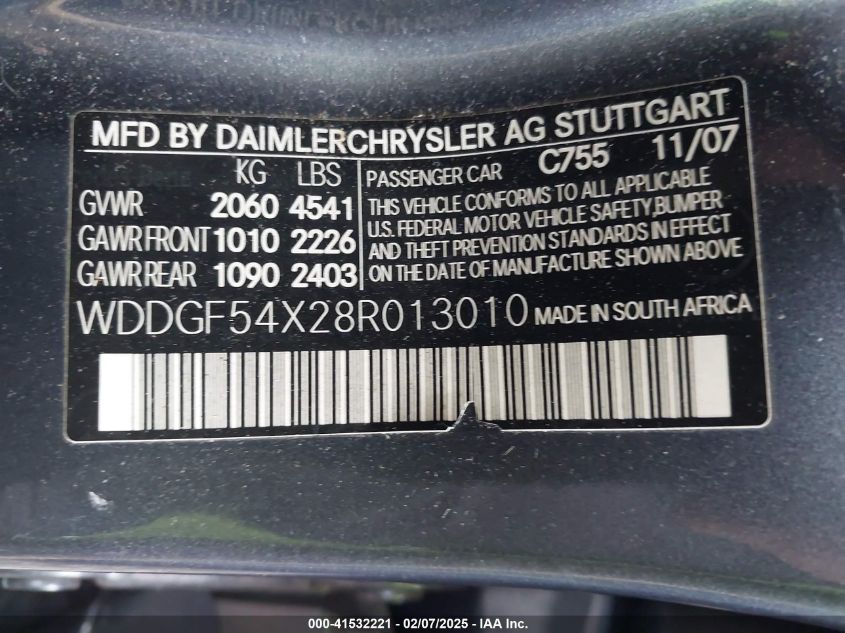 MFD BY DAIMLERCHRYSLER AG STUTTGART
KG LBS
GVWR 2060 4541
GAWR FRONT 1010 2226
GAWR REAR 1090 2403
PASSENGER CAR C755 11/07
THIS VEHICLE CONFORMS TO ALL APPLICABLE
U.S. FEDERAL MOTOR VEHICLE SAFETY,BUMPER
AND THEFT PREVENTION STANDARDS IN EFFECT
ON THE DATE OF MANUFACTURE SHOWN ABOVE
WDDGF54X28R013010 MADE IN SOUTH AFRICA
000-41532221 - 02/07/2025 - © IAA Inc.